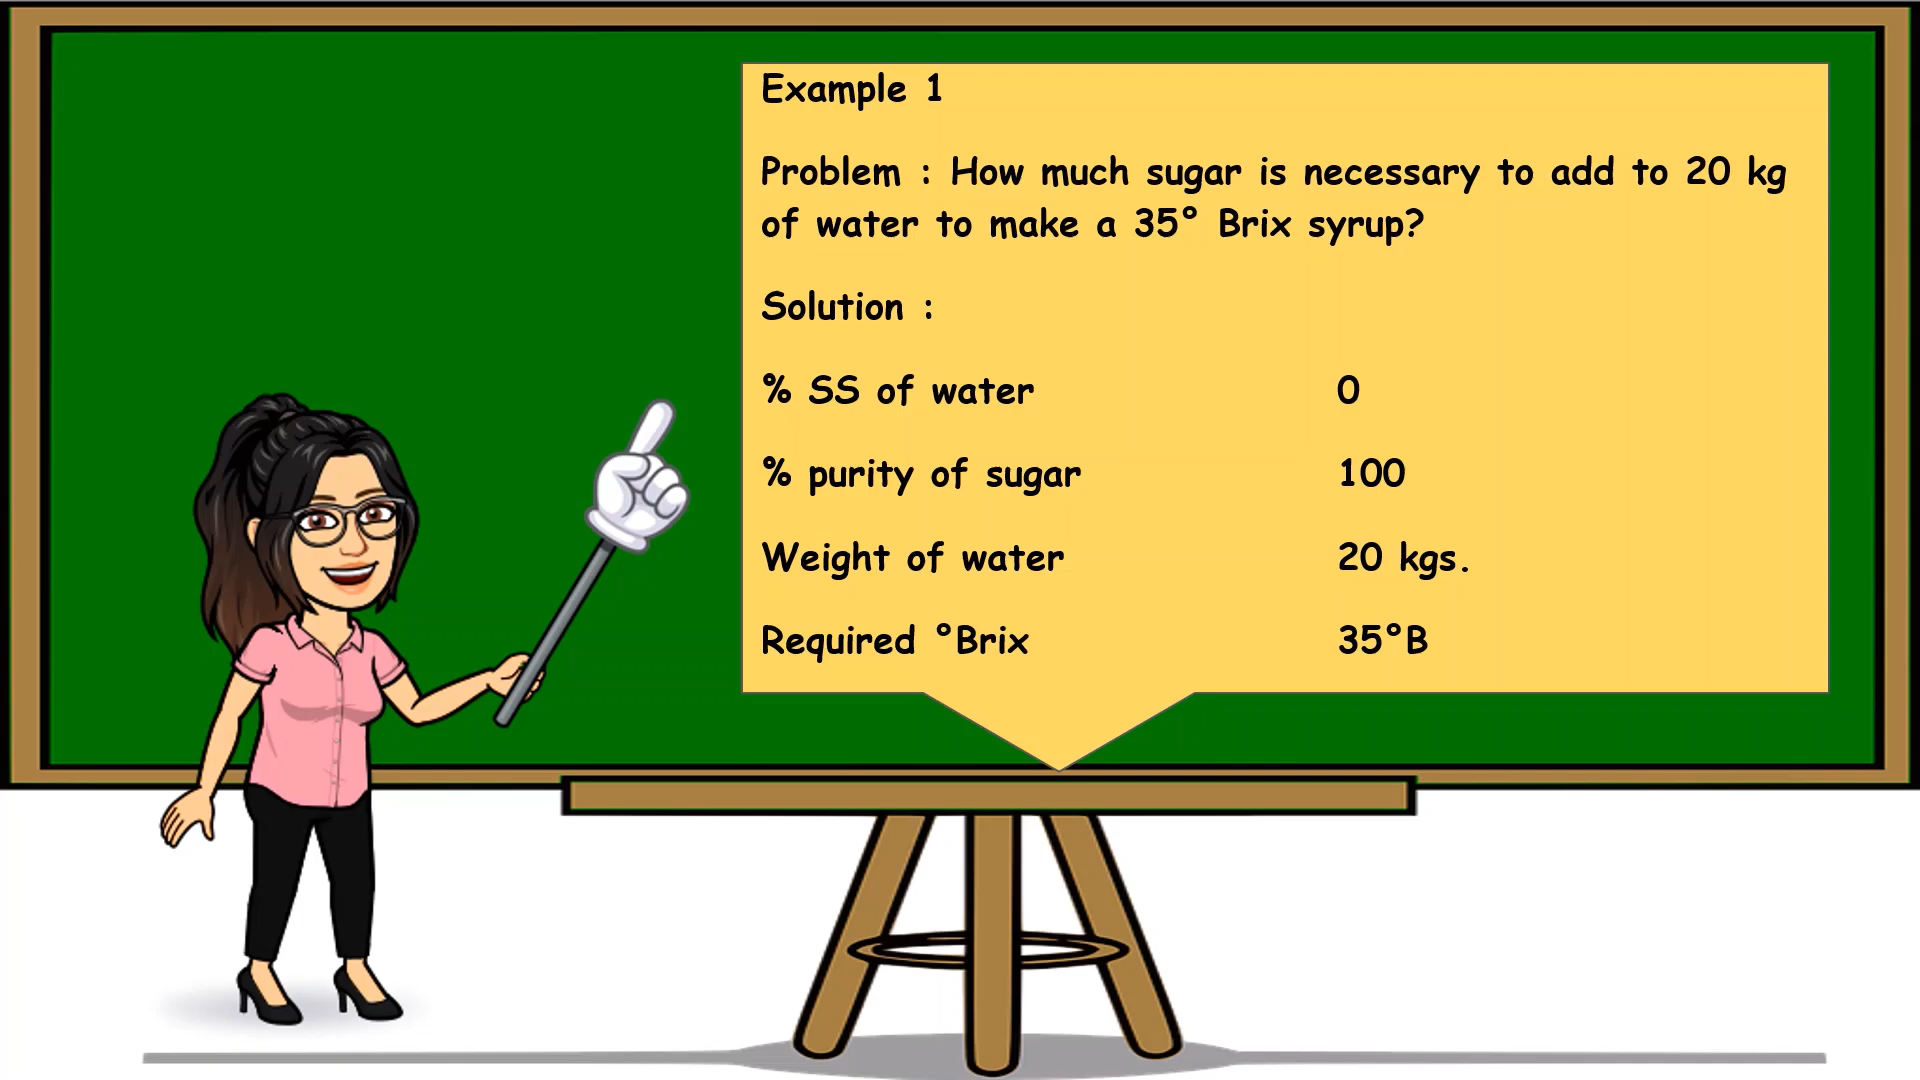 Example 1
Problem : How much sugar is necessary to add to 20 kg
of water to make a 35° Brix syrup?
Solution :
% SS of water 0
% purity of sugar 100
Weight of water 20 kgs.
Required °Brix 35°B